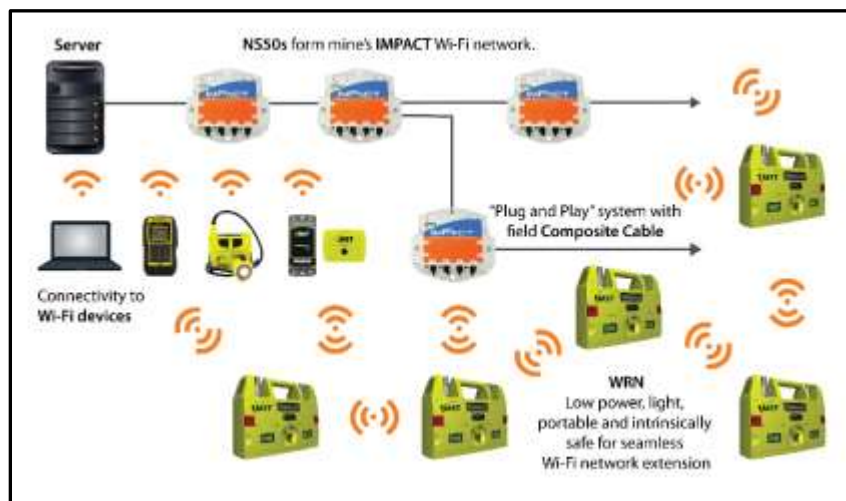 Server
NS50s form mine's IMPACT Wi-Fi network.
"Plug and Play" system with
field Composite Cable
Connectivity to
Wi-Fi devices
WRN
Low power, light,
portable and intrinsically
safe for seamless
Wi-Fi network extension